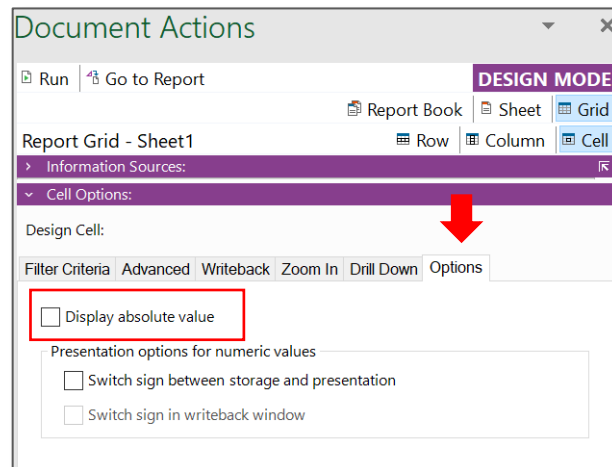 Document Actions
Run Go to Report DESIGN MODE
Report Book Sheet Grid
Report Grid - Sheet1 Row Column Cell
Information Sources:
Cell Options:
Design Cell:
Filter Criteria Advanced Writeback Zoom In Drill Down Options
Display absolute value
Presentation options for numeric values
Switch sign between storage and presentation
Switch sign in writeback window